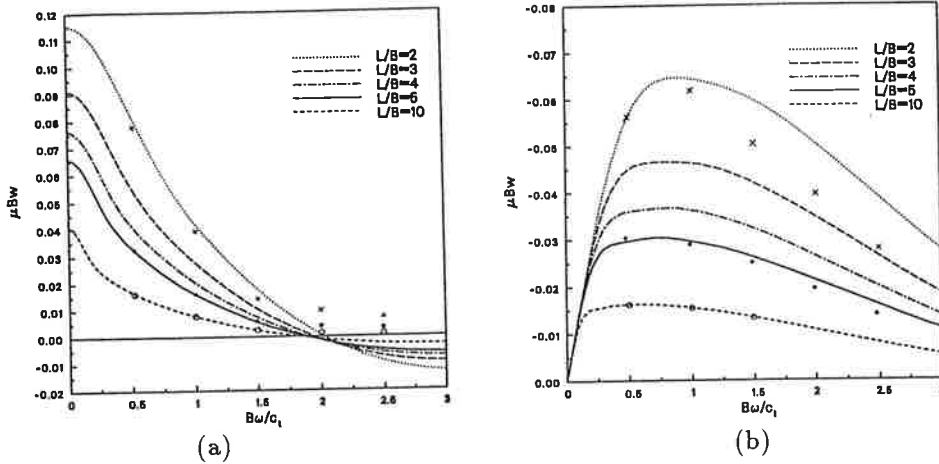 0.12
0.11
0.10
0.09
0.08
0.07
0.06
0.05
0.04
0.03
0.02
0.01
0.00
-0.01
-0.02
μBw
0
0.5
1
1.5
2
2.5
3
Bω/c₁
L/B=2
L/B=3
L/B=4
L/B=5
L/B=10
(a)
-0.08
-0.07
-0.06
-0.05
-0.04
-0.03
-0.02
-0.01
0.00
μBw
0
0.5
1
1.5
2
2.5
3
Bω/c₁
L/B=2
L/B=3
L/B=4
L/B=5
L/B=10
(b)